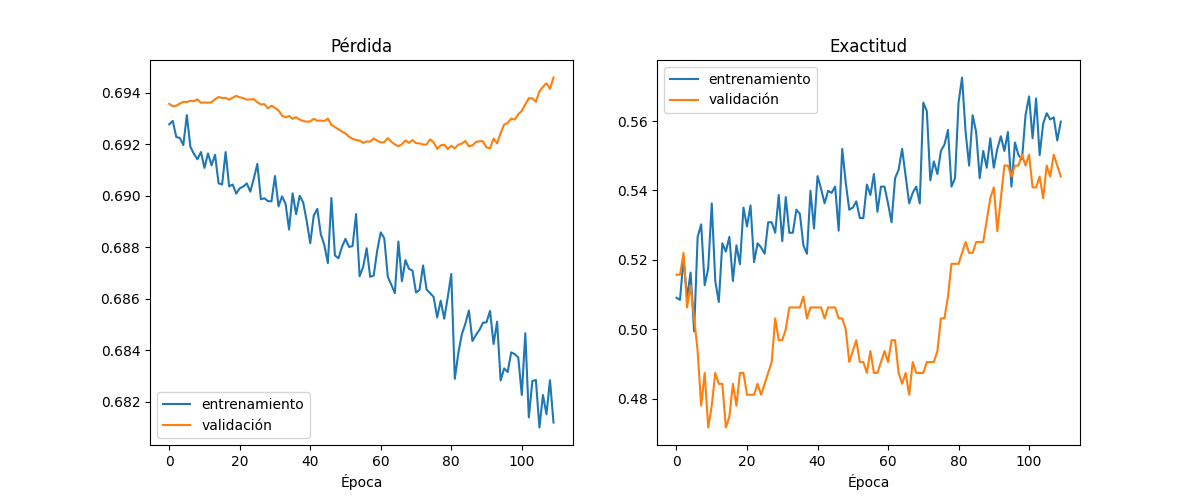 Pérdida
0.694
0.692
0.690
0.688
0.686
0.684
0.682
entrenamiento
validación
0 20 40 60 80 100
Época
Exactitud
entrenamiento
validación
0.56
0.54
0.52
0.50
0.48
0 20 40 60 80 100
Época